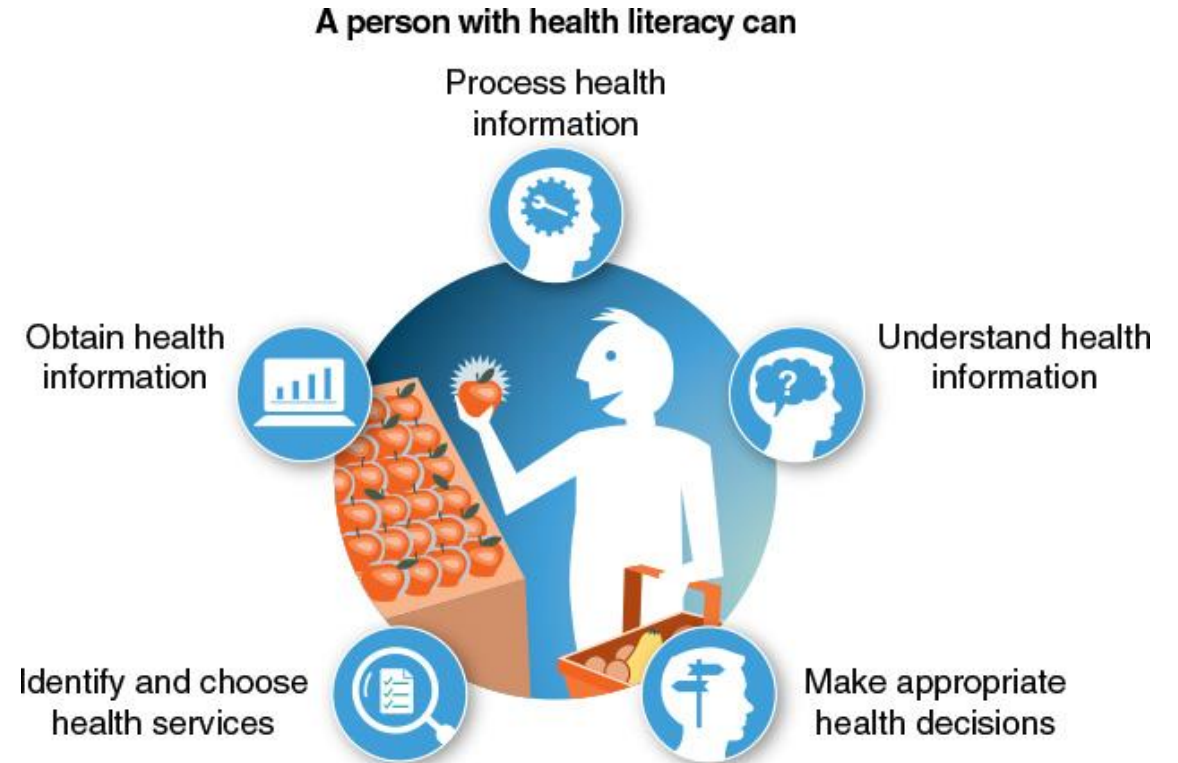 A person with health literacy can
Process health
information
Obtain health
information
Understand health
information
?
Identify and choose
health services
Make appropriate
health decisions